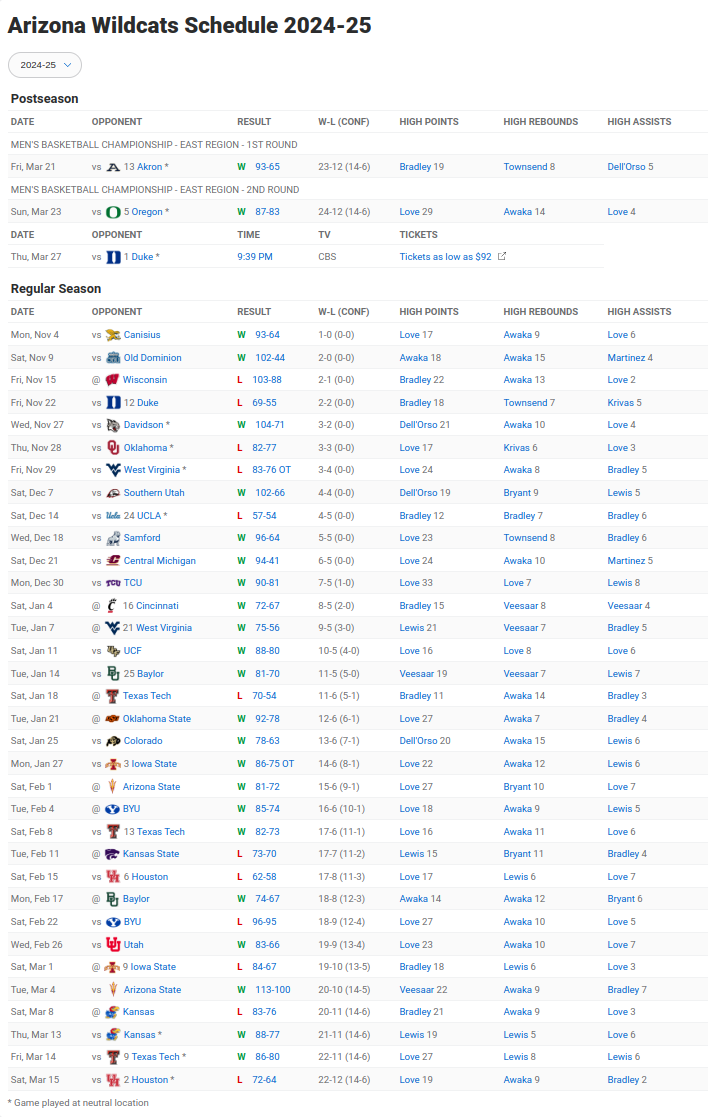 Arizona Wildcats Schedule 2024-25
2024-25
Postseason
DATE OPPONENT RESULT W-L (CONF) HIGH POINTS HIGH REBOUNDS HIGH ASSISTS
MEN'S BASKETBALL CHAMPIONSHIP - EAST REGION - 1ST ROUND
Fri, Mar 21 vs 13 Akron * W 93-65 23-12 (14-6) Bradley 19 Townsend 8 Dell'Orso 5
MEN'S BASKETBALL CHAMPIONSHIP - EAST REGION - 2ND ROUND
Sun, Mar 23 vs 5 Oregon * W 87-83 24-12 (14-6) Love 29 Awaka 14 Love 4
DATE OPPONENT TIME TV TICKETS
Thu, Mar 27 vs 1 Duke * 9:39 PM CBS Tickets as low as $92
Regular Season
DATE OPPONENT RESULT W-L (CONF) HIGH POINTS HIGH REBOUNDS HIGH ASSISTS
Mon, Nov 4 vs Canisius W 93-64 1-0 (0-0) Love 17 Awaka 9 Love 6
Sat, Nov 9 vs Old Dominion W 102-44 2-0 (0-0) Awaka 18 Awaka 15 Martinez 4
Fri, Nov 15 @ Wisconsin L 103-88 2-1 (0-0) Bradley 22 Awaka 13 Love 2
Fri, Nov 22 vs 12 Duke L 69-55 2-2 (0-0) Bradley 18 Townsend 7 Krivas 5
Wed, Nov 27 vs Davidson * W 104-71 3-2 (0-0) Dell'Orso 21 Awaka 10 Love 4
Thu, Nov 28 vs Oklahoma * L 82-77 3-3 (0-0) Love 17 Krivas 6 Love 3
Fri, Nov 29 vs West Virginia * L 83-76 OT 3-4 (0-0) Love 24 Awaka 8 Bradley 5
Sat, Dec 7 vs Southern Utah W 102-66 4-4 (0-0) Dell'Orso 19 Bryant 9 Lewis 5
Sat, Dec 14 vs 24 UCLA * L 57-54 4-5 (0-0) Bradley 12 Bradley 7 Bradley 6
Wed, Dec 18 vs Samford W 96-64 5-5 (0-0) Love 23 Townsend 8 Bradley 6
Sat, Dec 21 vs Central Michigan W 94-41 6-5 (0-0) Love 24 Awaka 10 Martinez 5
Mon, Dec 30 vs TCU W 90-81 7-5 (1-0) Love 33 Love 7 Lewis 8
Sat, Jan 4 @ 16 Cincinnati W 72-67 8-5 (2-0) Bradley 15 Veesaar 8 Veesaar 4
Tue, Jan 7 @ 21 West Virginia W 75-56 9-5 (3-0) Lewis 21 Veesaar 7 Bradley 5
Sat, Jan 11 vs UCF W 88-80 10-5 (4-0) Love 16 Love 8 Love 6
Tue, Jan 14 vs 25 Baylor W 81-70 11-5 (5-0) Veesaar 19 Veesaar 7 Lewis 7
Sat, Jan 18 @ Texas Tech L 70-54 11-6 (5-1) Bradley 11 Awaka 14 Bradley 3
Tue, Jan 21 @ Oklahoma State W 92-78 12-6 (6-1) Love 27 Awaka 7 Bradley 4
Sat, Jan 25 vs Colorado W 78-63 13-6 (7-1) Dell'Orso 20 Awaka 15 Lewis 6
Mon, Jan 27 vs 3 Iowa State W 86-75 OT 14-6 (8-1) Love 22 Awaka 12 Lewis 6
Sat, Feb 1 @ Arizona State W 81-72 15-6 (9-1) Love 27 Bryant 10 Love 7
Tue, Feb 4 @ BYU W 85-74 16-6 (10-1) Love 18 Awaka 9 Lewis 5
Sat, Feb 8 vs 13 Texas Tech W 82-73 17-6 (11-1) Love 16 Awaka 11 Love 6
Tue, Feb 11 @ Kansas State L 73-70 17-7 (11-2) Lewis 15 Bryant 11 Bradley 4
Sat, Feb 15 vs 6 Houston L 62-58 17-8 (11-3) Love 17 Lewis 6 Love 7
Mon, Feb 17 @ Baylor W 74-67 18-8 (12-3) Awaka 14 Awaka 12 Bryant 6
Sat, Feb 22 vs BYU L 96-95 18-9 (12-4) Love 27 Awaka 10 Love 5
Wed, Feb 26 vs Utah W 83-66 19-9 (13-4) Love 23 Awaka 10 Love 7
Sat, Mar 1 @ 9 Iowa State L 84-67 19-10 (13-5) Bradley 18 Lewis 6 Love 3
Tue, Mar 4 vs Arizona State W 113-100 20-10 (14-5) Veesaar 22 Awaka 9 Bradley 7
Sat, Mar 8 @ Kansas L 83-76 20-11 (14-6) Bradley 21 Awaka 9 Love 3
Thu, Mar 13 vs Kansas * W 88-77 21-11 (14-6) Lewis 19 Lewis 5 Love 6
Fri, Mar 14 vs 9 Texas Tech * W 86-80 22-11 (14-6) Love 27 Lewis 8 Lewis 6
Sat, Mar 15 vs 2 Houston * L 72-64 22-12 (14-6) Love 19 Awaka 9 Bradley 2
* Game played at neutral location